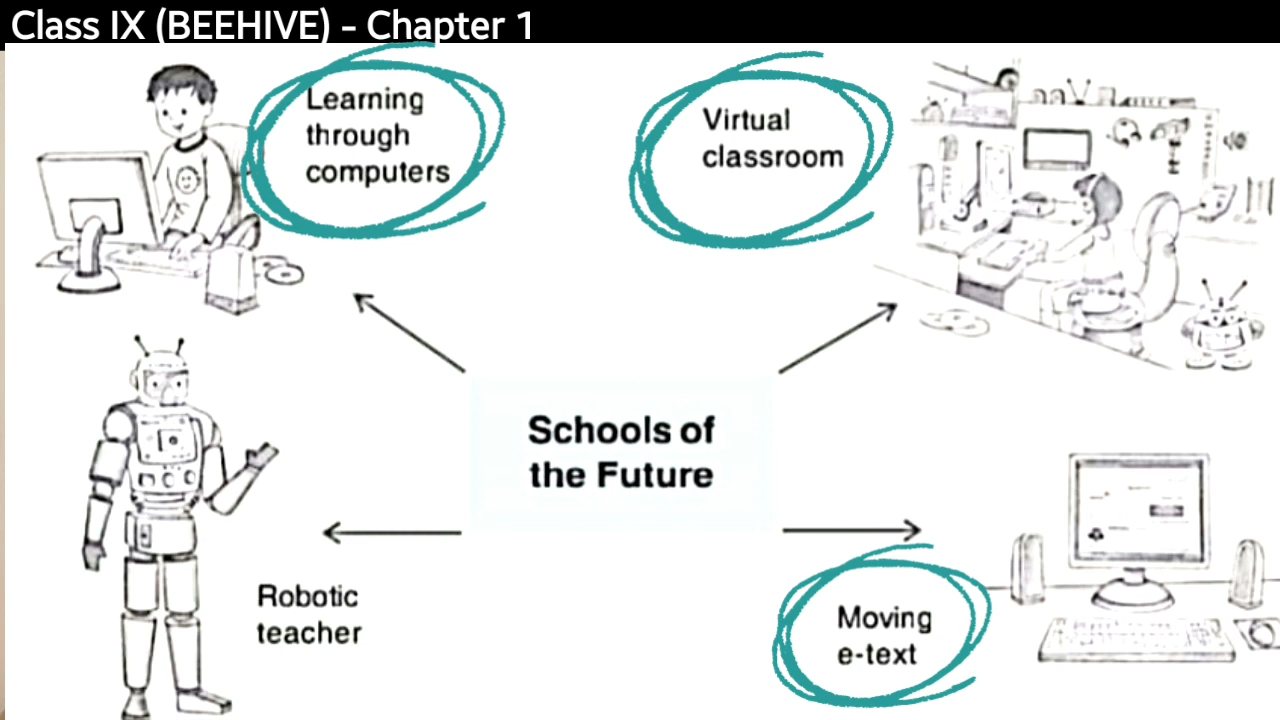 Class IX (BEEHIVE) - Chapter 1
Learning
through
computers
Virtual
classroom
Schools of
the Future
Robotic
teacher
Moving
e-text